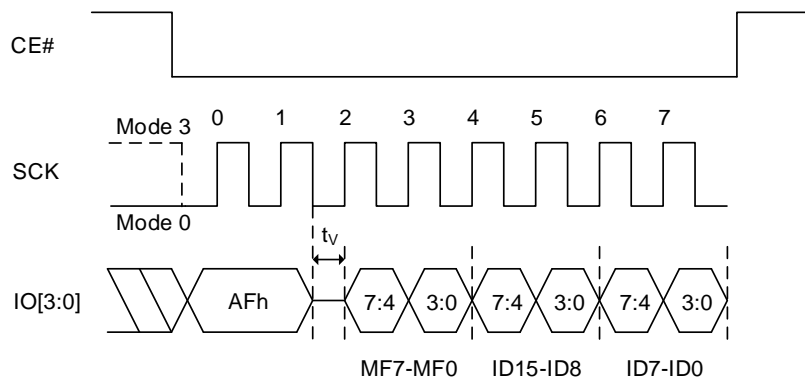 CE#
0 1 2 3 4 5 6 7
Mode 3
SCK
Mode 0
tV
IO[3:0] AFh 7:4 3:0 7:4 3:0 7:4 3:0
MF7-MF0 ID15-ID8 ID7-ID0